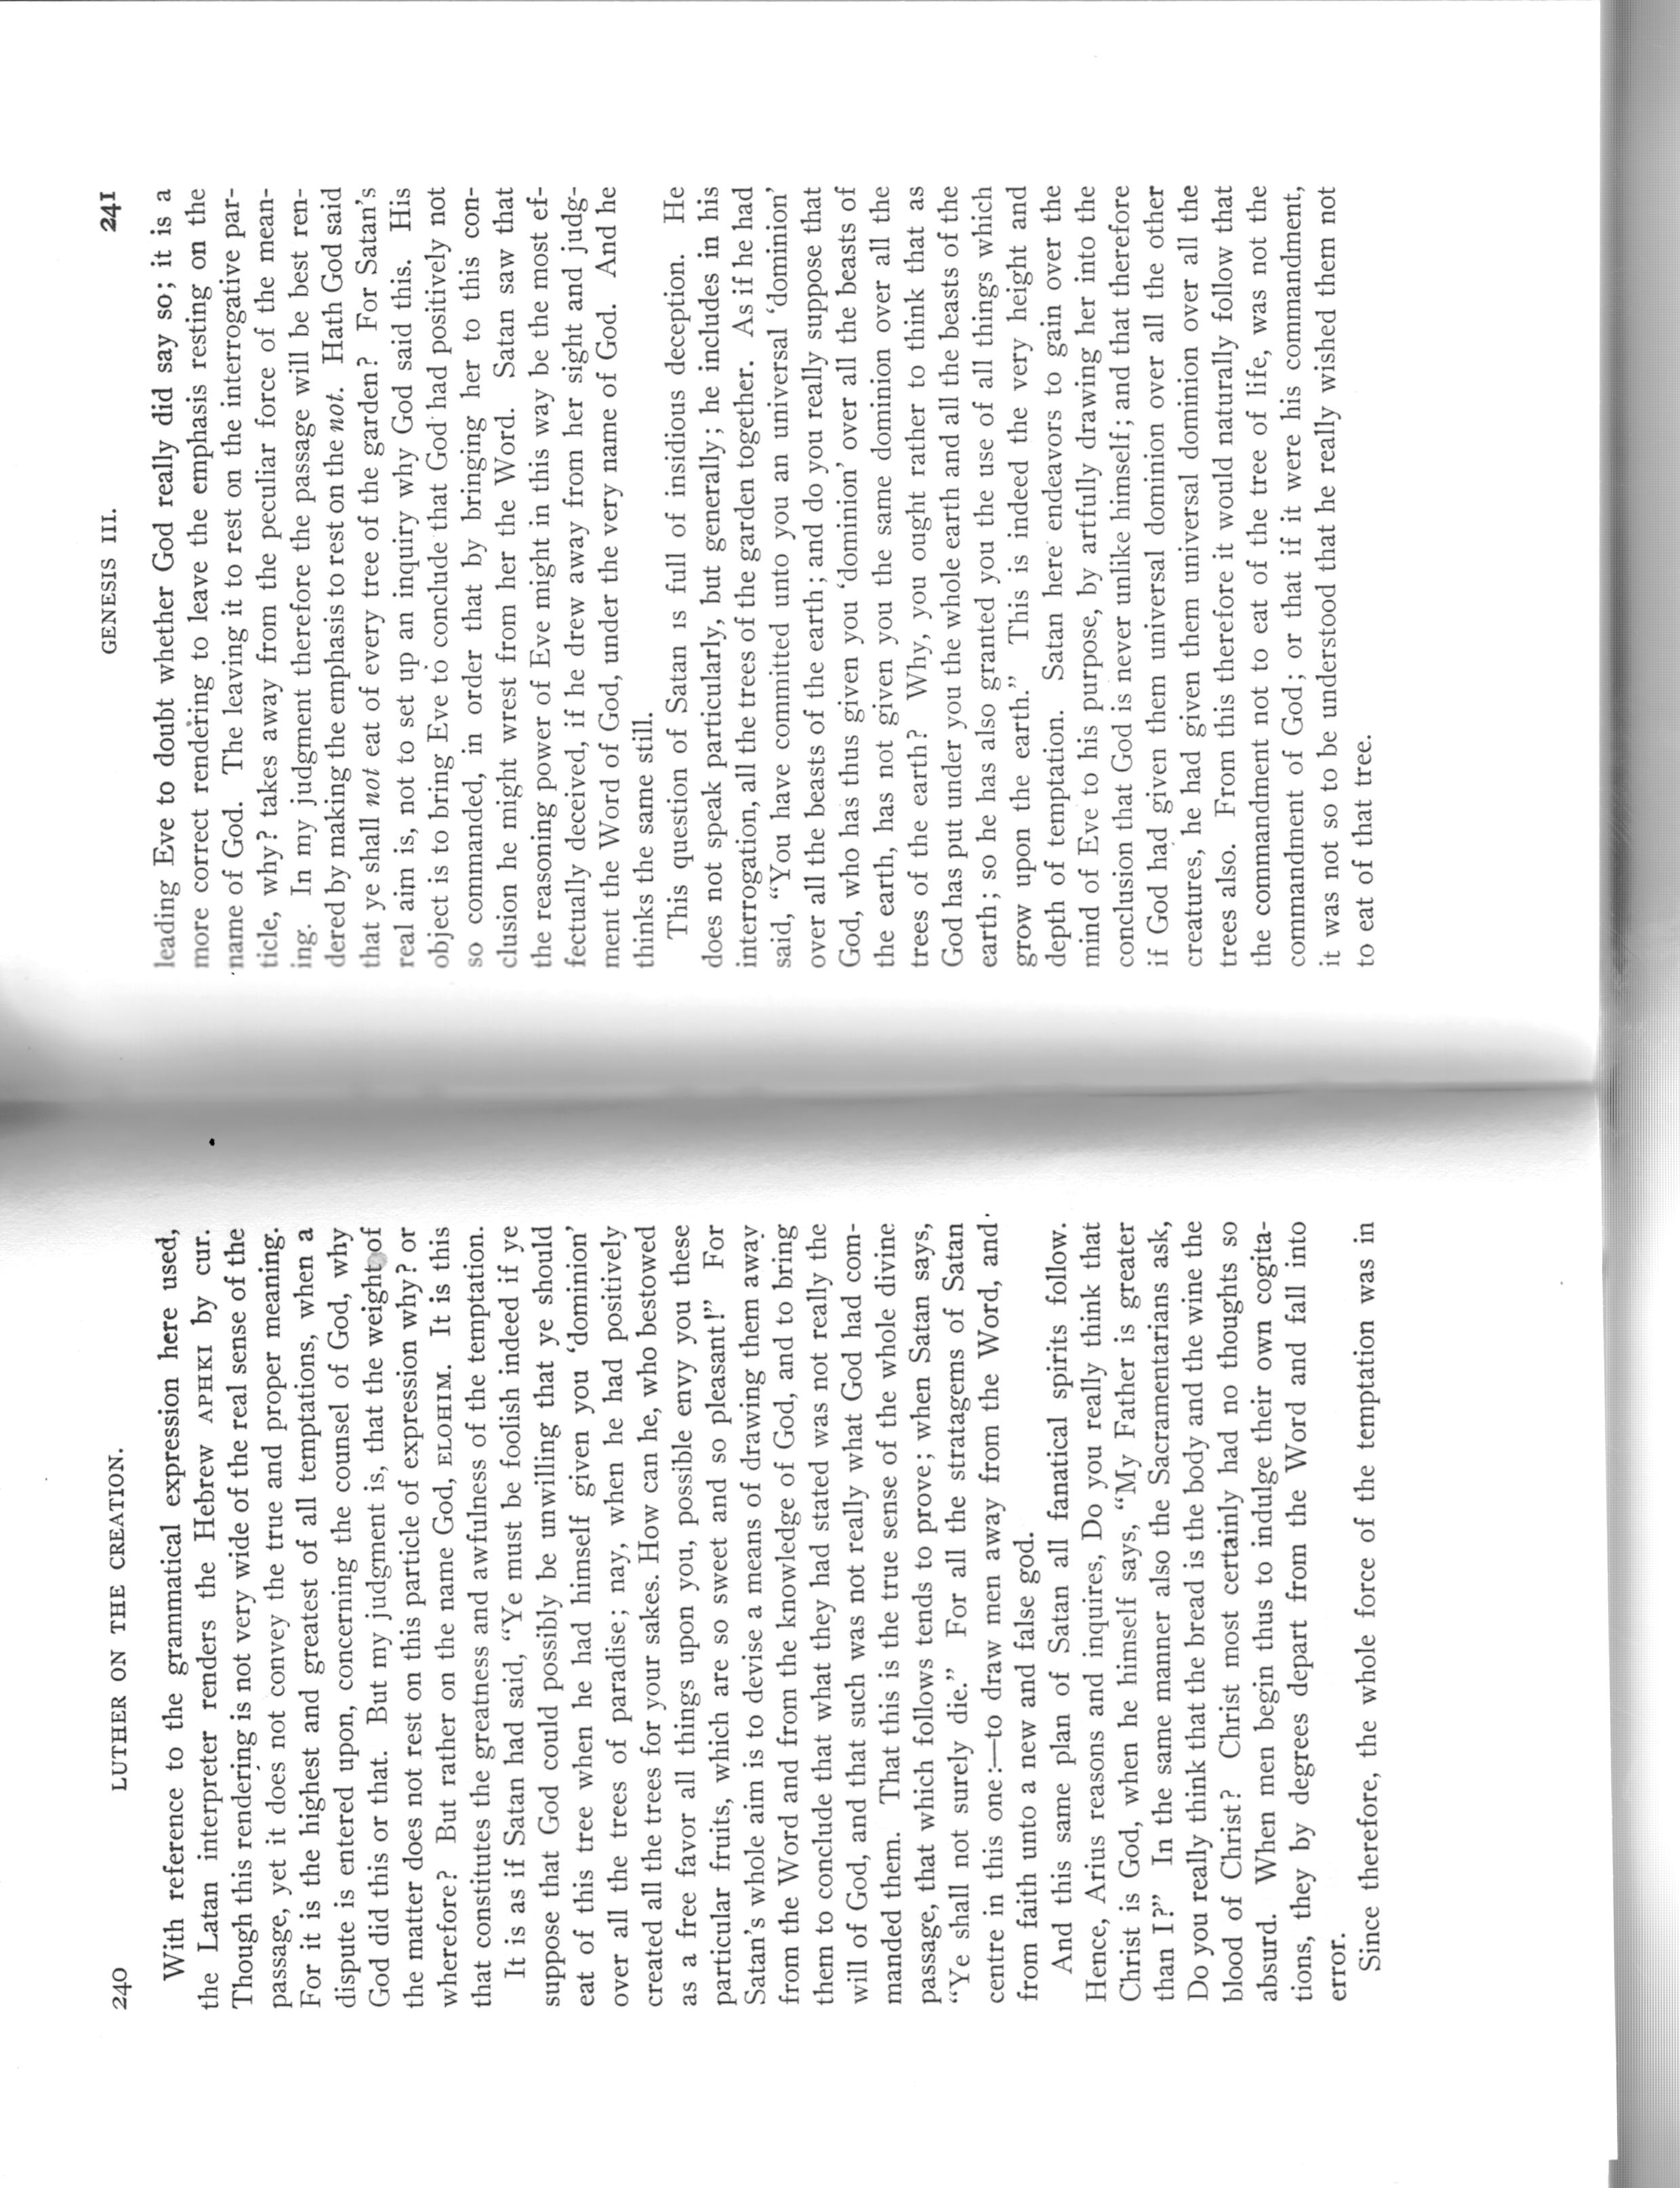 240 LUTHER ON THE CREATION.
With reference to the grammatical expression here used,
the Latan interpreter renders the Hebrew APHKI by cur.
Though this rendering is not very wide of the real sense of the
passage, yet it does not convey the true and proper meaning.
For it is the highest and greatest of all temptations, when a
dispute is entered upon, concerning the counsel of God, why
God did this or that. But my judgment is, that the weight of
the matter does not rest on this particle of expression why? or
wherefore? But rather on the name God, ELOHIM. It is this
that constitutes the greatness and awfulness of the temptation.
It is as if Satan had said, “Ye must be foolish indeed if ye
suppose that God could possibly be unwilling that ye should
eat of this tree when he had himself given you ‘dominion’
over all the trees of paradise; nay, when he had positively
created all the trees for your sakes. How can he, who bestowed
as a free favor all things upon you, possible envy you these
particular fruits, which are so sweet and so pleasant!” For
Satan’s whole aim is to devise a means of drawing them away
from the Word and from the knowledge of God, and to bring
them to conclude that what they had stated was not really the
will of God, and that such was not really what God had com-
manded them. That this is the true sense of the whole divine
passage, that which follows tends to prove; when Satan says,
“Ye shall not surely die.” For all the stratagems of Satan
centre in this one:—to draw men away from the Word, and
from faith unto a new and false god.
And this same plan of Satan all fanatical spirits follow.
Hence, Arius reasons and inquires, Do you really think that
Christ is God, when he himself says, “My Father is greater
than I?” In the same manner also the Sacramentarians ask,
Do you really think that the bread is the body and the wine the
blood of Christ? Christ most certainly had no thoughts so
absurd. When men begin thus to indulge their own cogita-
tions, they by degrees depart from the Word and fall into
error.
Since therefore, the whole force of the temptation was in
GENESIS III. 241
leading Eve to doubt whether God really did say so; it is a
more correct rendering to leave the emphasis resting on the
name of God. The leaving it to rest on the interrogative par-
ticle, why? takes away from the peculiar force of the mean-
ing. In my judgment therefore the passage will be best ren-
dered by making the emphasis to rest on the not. Hath God said
that ye shall not eat of every tree of the garden? For Satan’s
real aim is, not to set up an inquiry why God said this. His
object is to bring Eve to conclude that God had positively not
so commanded, in order that by bringing her to this con-
clusion he might wrest from her the Word. Satan saw that
the reasoning power of Eve might in this way be the most ef-
fectually deceived, if he drew away from her sight and judg-
ment the Word of God, under the very name of God. And he
thinks the same still.
This question of Satan is full of insidious deception. He
does not speak particularly, but generally; he includes in his
interrogation, all the trees of the garden together. As if he had
said, “You have committed unto you an universal ‘dominion’
over all the beasts of the earth; and do you really suppose that
God, who has thus given you ‘dominion’ over all the beasts of
the earth, has not given you the same dominion over all the
trees of the earth? Why, you ought rather to think that as
God has put under you the whole earth and all the beasts of the
earth; so he has also granted you the use of all things which
grow upon the earth.” This is indeed the very height and
depth of temptation. Satan here endeavors to gain over the
mind of Eve to his purpose, by artfully drawing her into the
conclusion that God is never unlike himself; and that therefore
if God had given them universal dominion over all the other
creatures, he had given them universal dominion over all the
trees also. From this therefore it would naturally follow that
the commandment not to eat of the tree of life, was not the
commandment of God; or that if it were his commandment,
it was not so to be understood that he really wished them not
to eat of that tree.